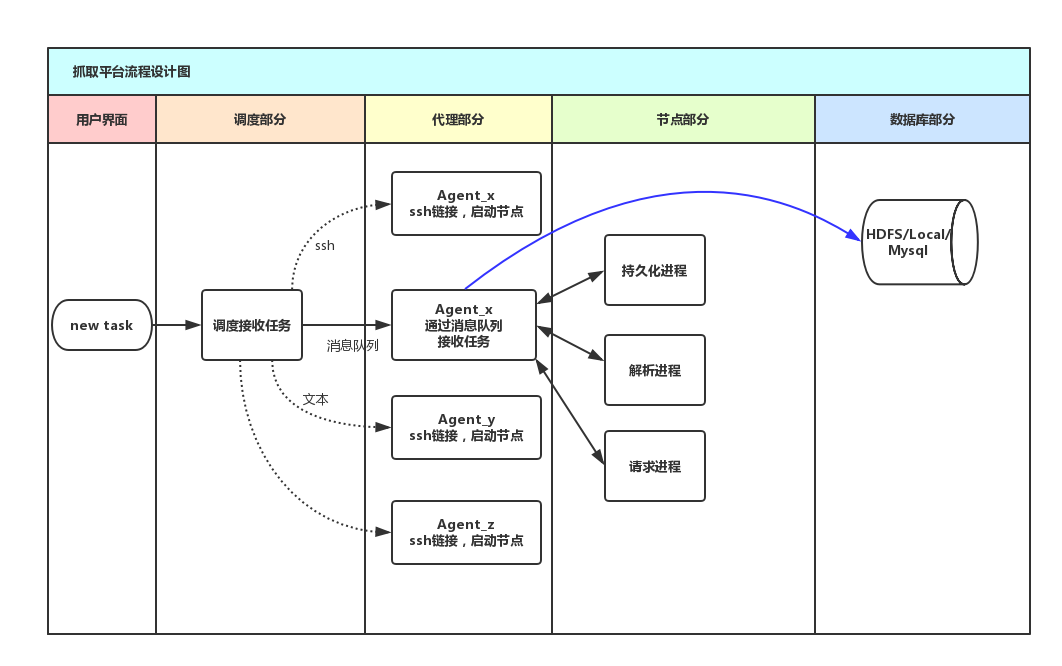 抓取平台流程设计图
用户界面
调度部分
代理部分
节点部分
数据库部分
Agent_x
ssh链接，启动节点
ssh
持久化进程
HDFS/Local/
Mysql
new task
调度接收任务
消息队列
Agent_x
通过消息队列
接收任务
解析进程
文本
Agent_y
ssh链接，启动节点
请求进程
Agent_z
ssh链接，启动节点